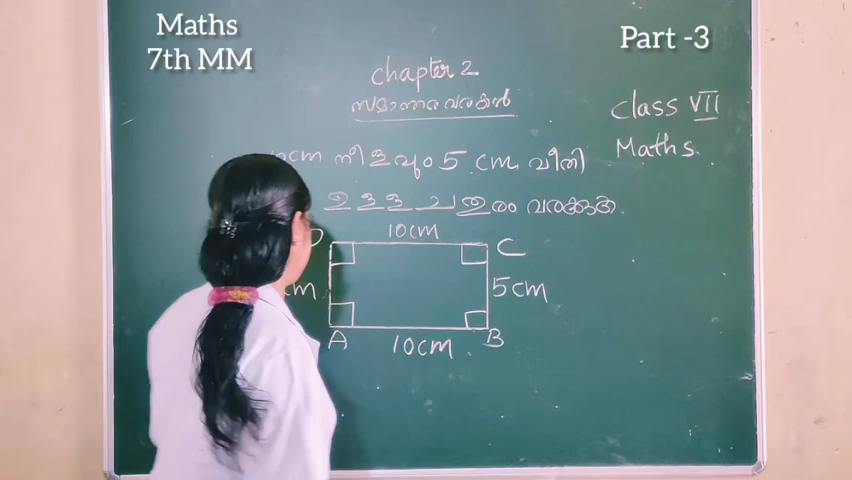 Maths
7th MM
Part -3
chapter 2
സമാന്തര വരകൾ
class VII
Maths.
cm നീളവും 5 cm വീതി
ഉള്ള ചതുരം വരക്കുക.
10cm
C
cm
5cm
A
10cm
B